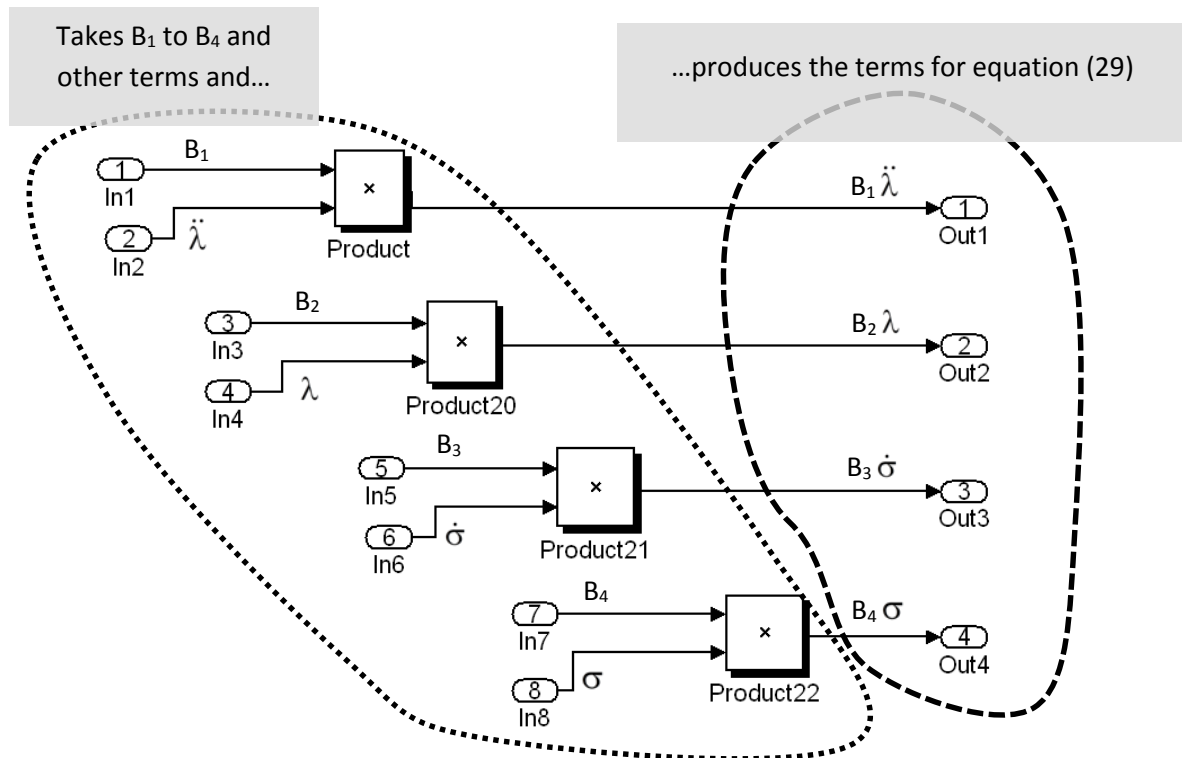 Takes B₁ to B₄ and
other terms and…
…produces the terms for equation (29)
B₁
1
In1
2
In2
λ̈
×
Product
B₁ λ̈
1
Out1
B₂
3
In3
4
In4
λ
×
Product20
B₂ λ
2
Out2
B₃
5
In5
6
In6
σ̇
×
Product21
B₃ σ̇
3
Out3
B₄
7
In7
8
In8
σ
×
Product22
B₄ σ
4
Out4